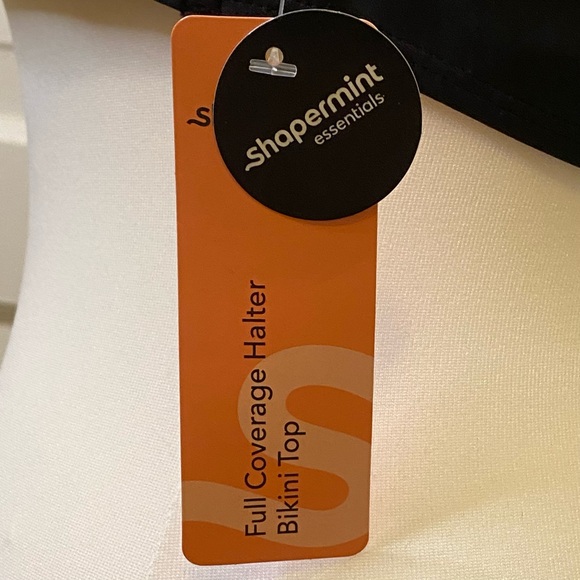 Shapermint
essentials
Full Coverage Halter
Bikini Top